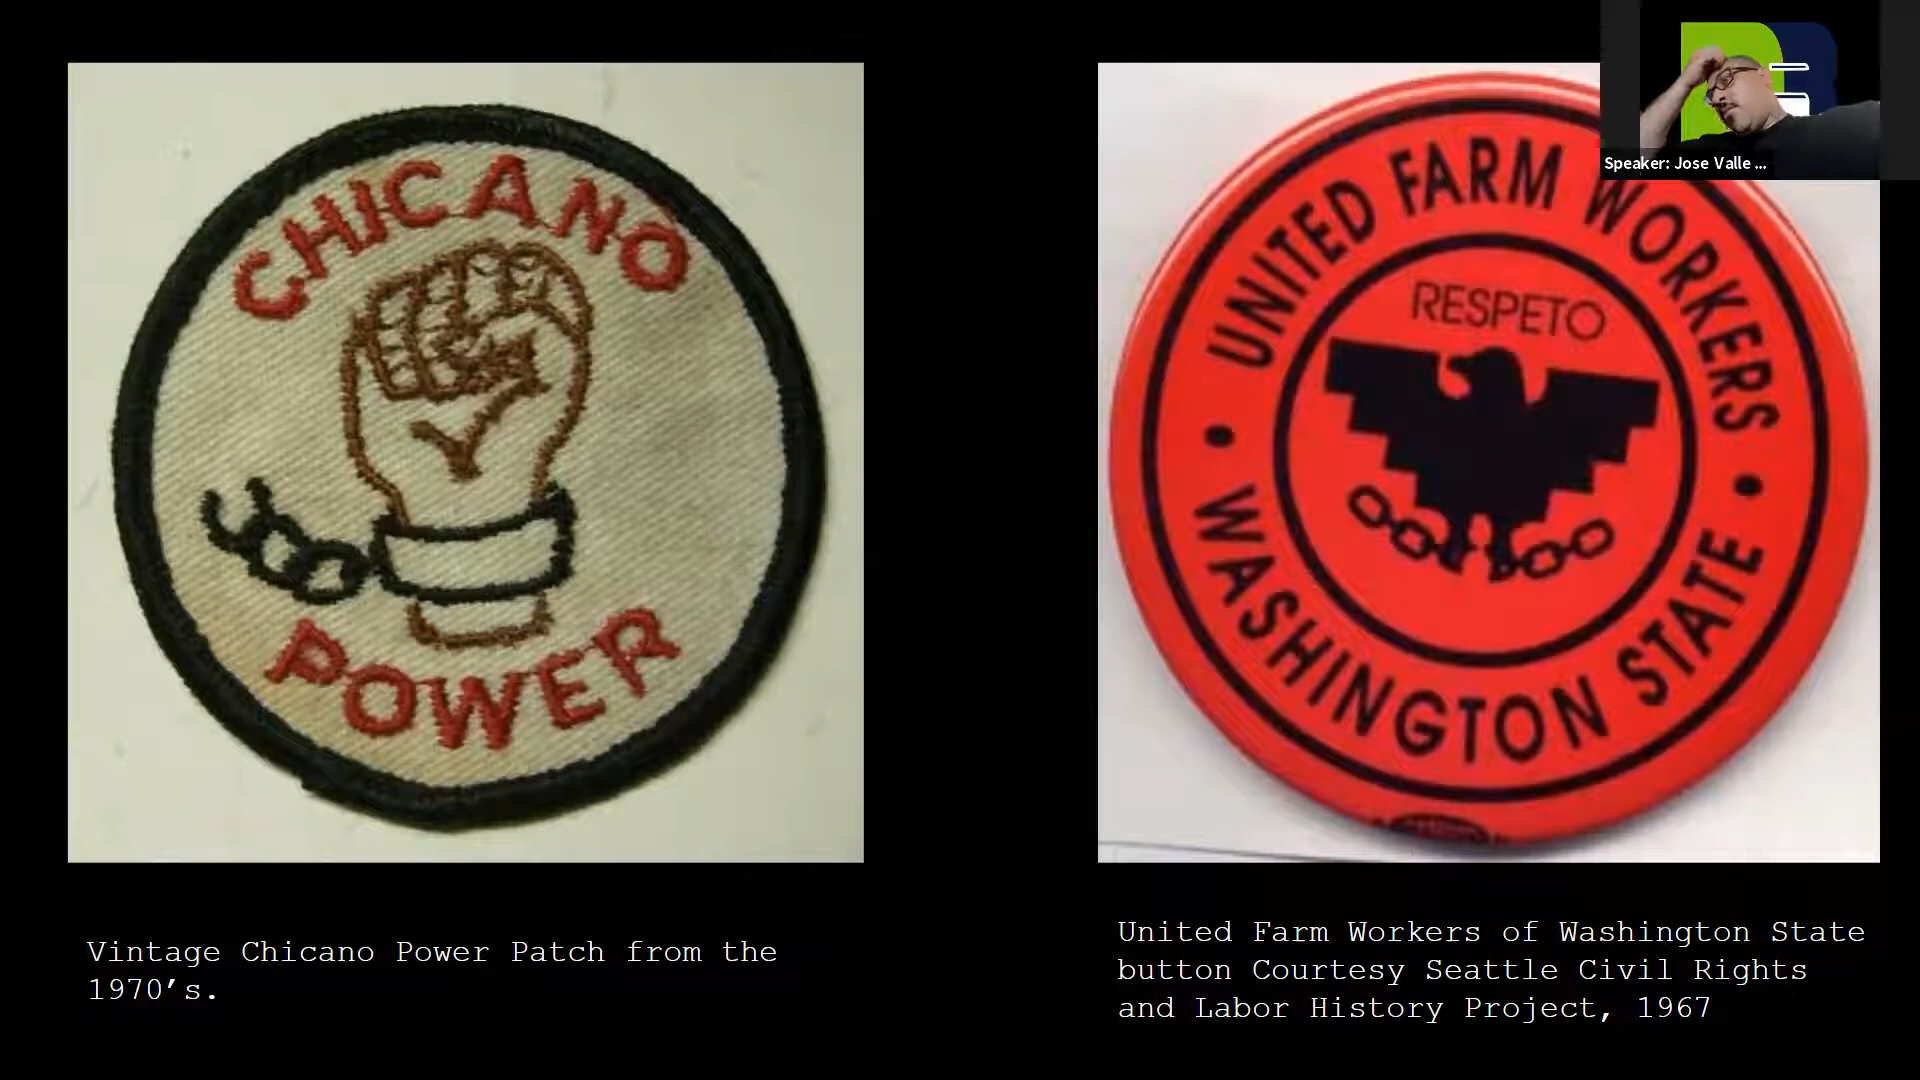 CHICANO
POWER
Vintage Chicano Power Patch from the
1970’s.
UNITED FARM WORKERS
RESPETO
• WASHINGTON STATE •
United Farm Workers of Washington State
button Courtesy Seattle Civil Rights
and Labor History Project, 1967
Speaker: Jose Valle ...